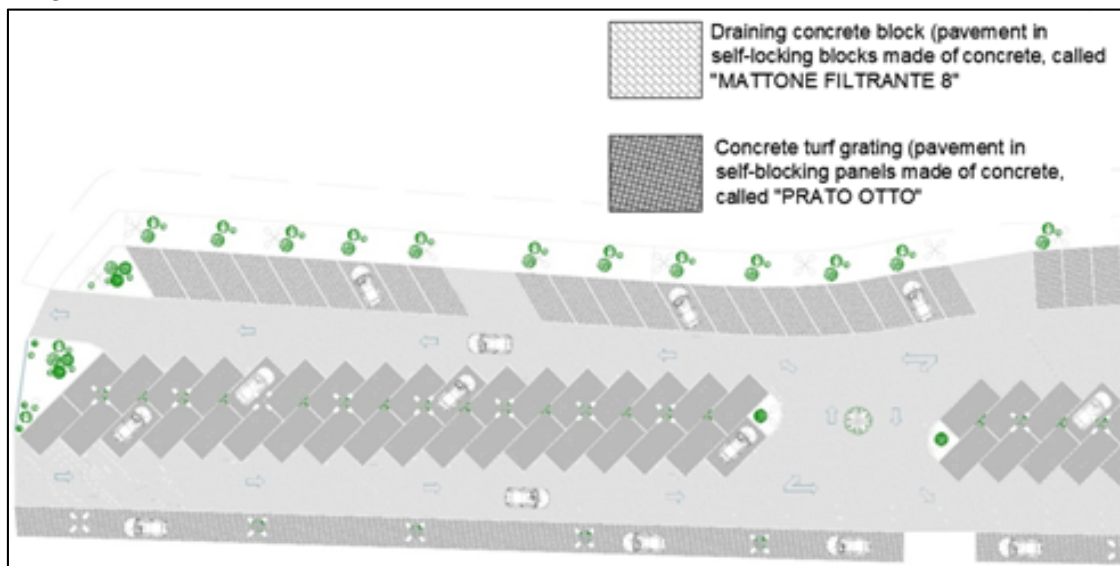 Draining concrete block (pavement in
self-locking blocks made of concrete, called
"MATTONE FILTRANTE 8"
Concrete turf grating (pavement in
self-blocking panels made of concrete,
called "PRATO OTTO"